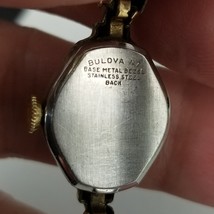 BULOVA
BASE METAL BEZEL
STAINLESS STEEL
BACK